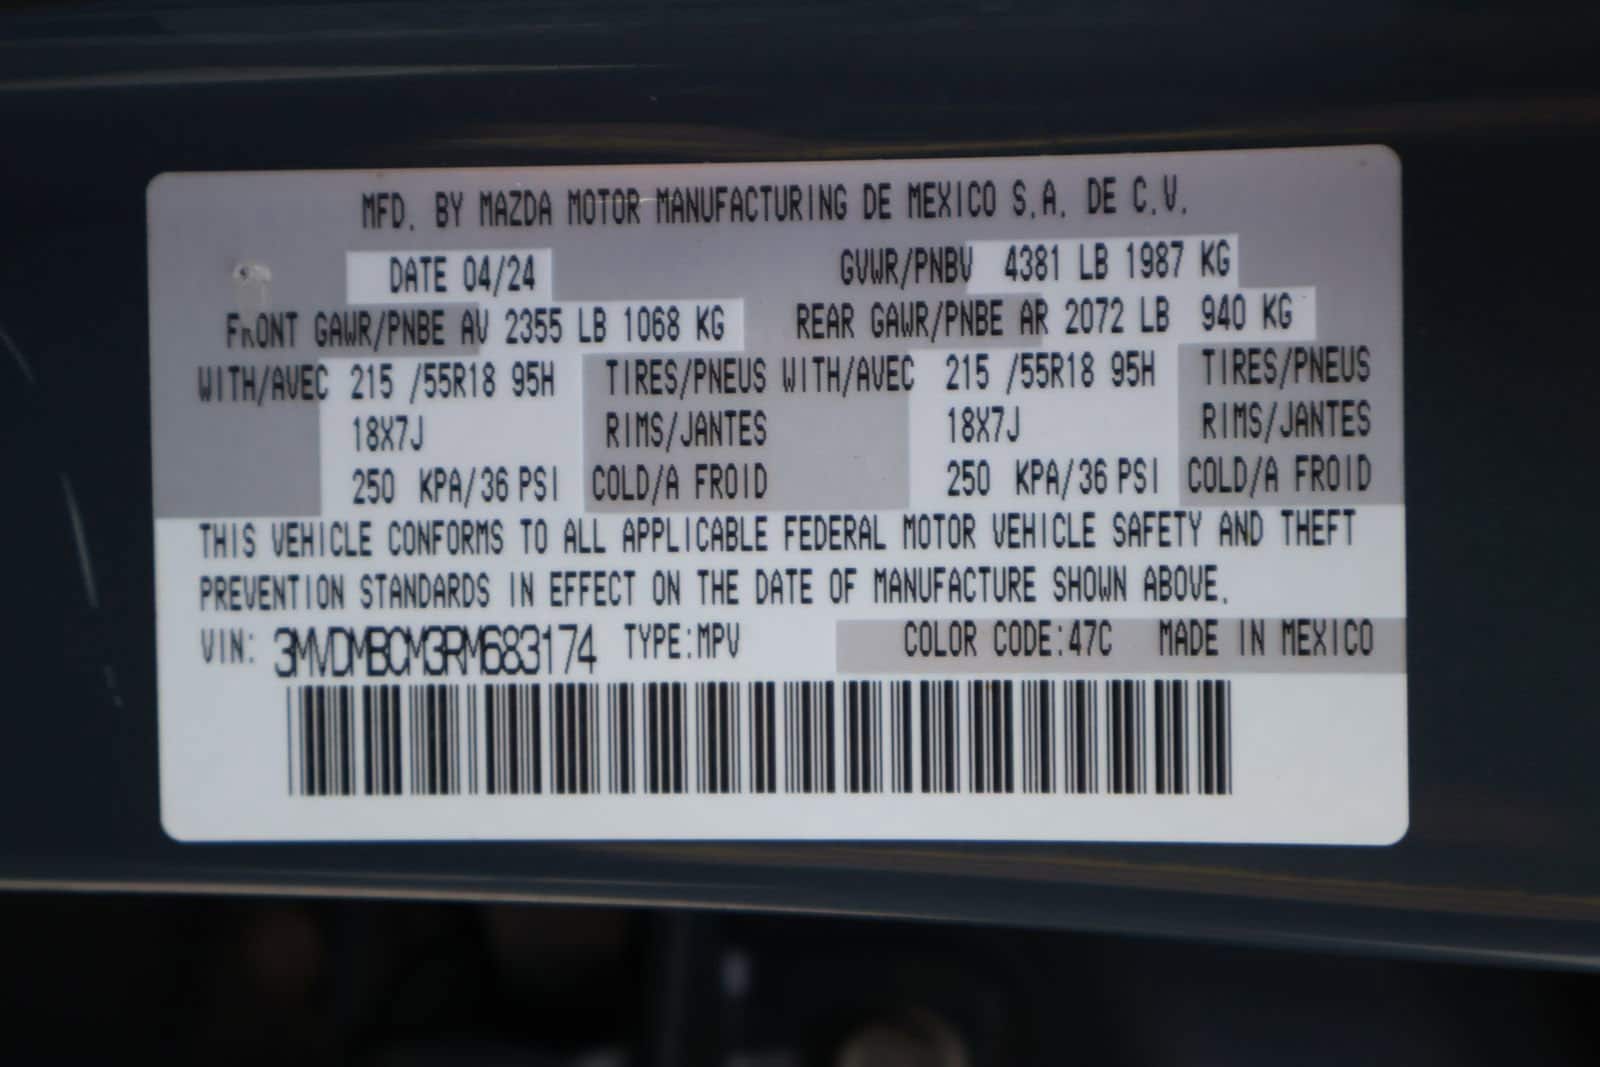 MFD. BY MAZDA MOTOR MANUFACTURING DE MEXICO S.A. DE C.V.
DATE 04/24 GVWR/PNBV 4381 LB 1987 KG
FRONT GAWR/PNBE AV 2355 LB 1068 KG REAR GAWR/PNBE AR 2072 LB 940 KG
WITH/AVEC 215 /55R18 95H TIRES/PNEUS WITH/AVEC 215 /55R18 95H TIRES/PNEUS
18X7J RIMS/JANTES 18X7J RIMS/JANTES
250 KPA/36 PSI COLD/A FROID 250 KPA/36 PSI COLD/A FROID
THIS VEHICLE CONFORMS TO ALL APPLICABLE FEDERAL MOTOR VEHICLE SAFETY AND THEFT
PREVENTION STANDARDS IN EFFECT ON THE DATE OF MANUFACTURE SHOWN ABOVE.
VIN: 3MVDMBCM3RM683174 TYPE:MPV COLOR CODE:47C MADE IN MEXICO